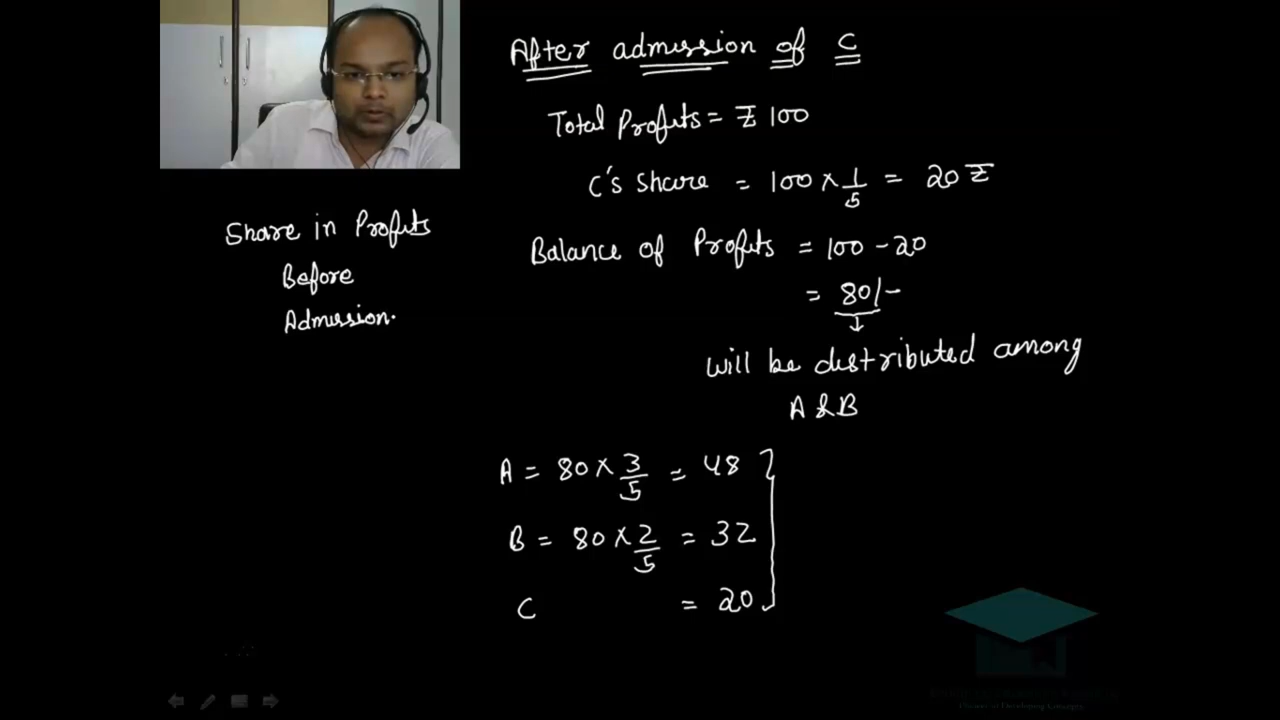 After admission of C
Total Profits = ₹ 100
C's Share = 100 × 1/5 = 20 ₹
Share in Profits
Before
Admission.
Balance of Profits = 100 - 20
= 80/-
will be distributed among
A & B
A = 80 × 3/5 = 48
B = 80 × 2/5 = 32
C = 20